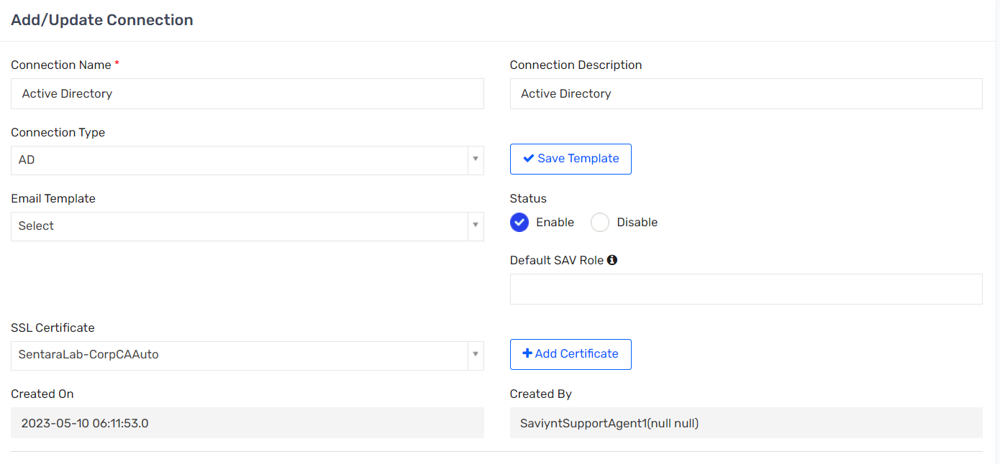 Add/Update Connection
Connection Name *
Connection Description
Active Directory
Active Directory
Connection Type
AD
Save Template
Email Template
Status
Select
Enable
Disable
Default SAV Role
SSL Certificate
SentaraLab-CorpCAAuto
Add Certificate
Created On
Created By
2023-05-10 06:11:53.0
SaviyntSupportAgent1(null null)